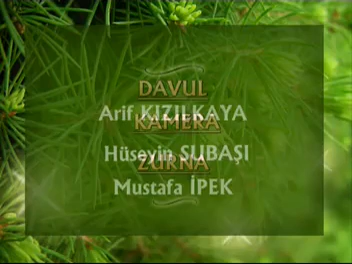 DAVUL
Arif KIZILKAYA
KAMERA
Hüseyin SUBAŞI
ZURNA
Mustafa İPEK